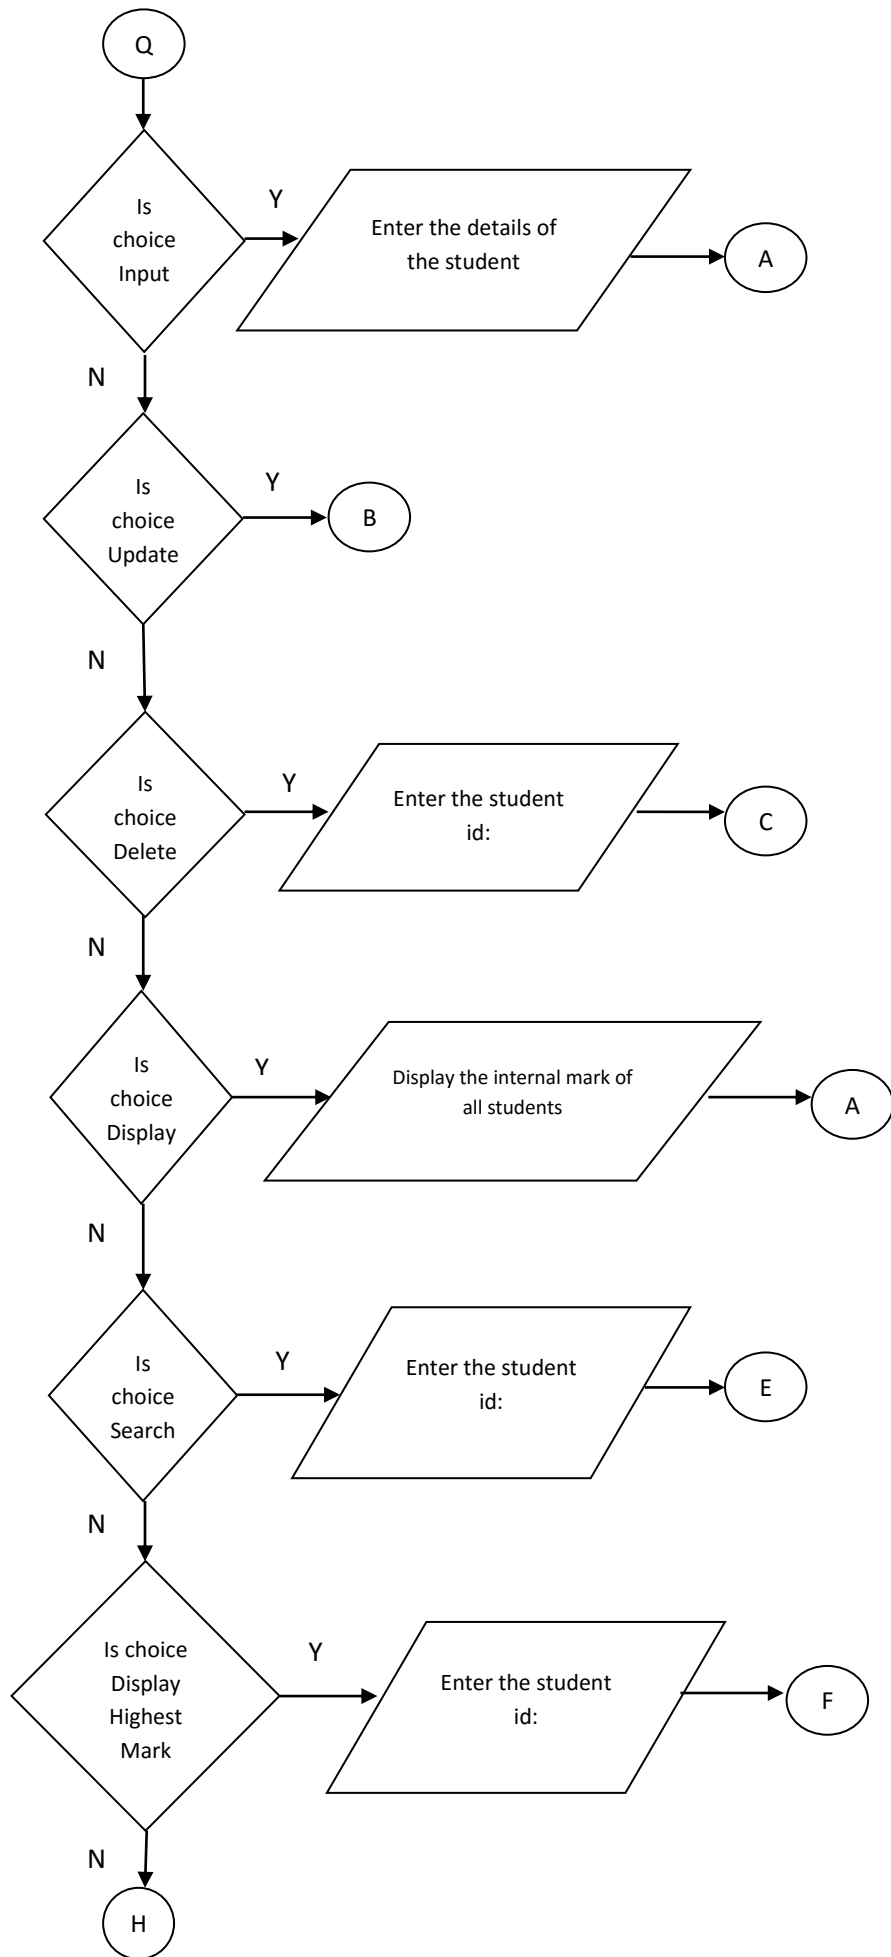 Q
Is
choice
Input
Y
Enter the details of
the student
A
N
Is
choice
Update
Y
B
N
Is
choice
Delete
Y
Enter the student
id:
C
N
Is
choice
Display
Y
Display the internal mark of
all students
A
N
Is
choice
Search
Y
Enter the student
id:
E
N
Is choice
Display
Highest
Mark
Y
Enter the student
id:
F
N
H